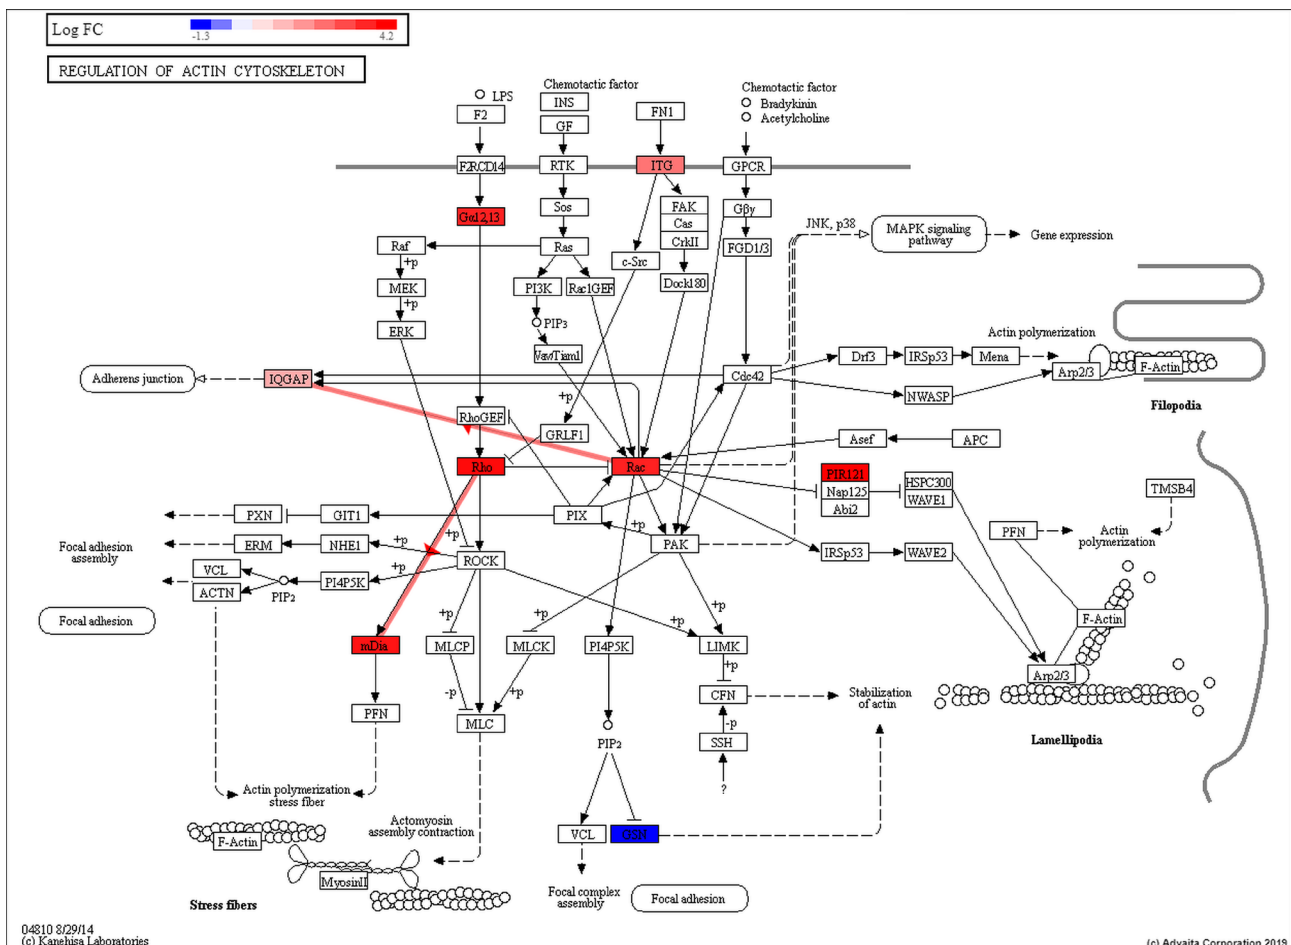 Log FC
-1.3
4.2
REGULATION OF ACTIN CYTOSKELETON
LPS
F2
Chemotactic factor
INS
GF
FN1
Chemotactic factor
Bradykinin
Acetylcholine
F2RCD14
RTK
ITG
GPCR
Gα12,13
Sos
FAK
Cas
CrkII
Gβγ
JNK, p38
MAPK signaling
pathway
Gene expression
Raf
Ras
c-Src
FGD1/3
+p
MEK
PI3K
Rac1GEF
Dock180
+p
ERK
PIP3
Vav/Tiam1
Actin polymerization
Drf3
IRSp53
Mena
Arp2/3
F-Actin
Adherens junction
IQGAP
Cdc42
NWASP
Filopodia
+p
RhoGEF
GRLF1
Asef
APC
Rho
Rac
PIR121
Nap125
Abi2
HSPC300
WAVE1
TMSB4
PXN
GIT1
PIX
+p
+p
+p
PFN
Actin
polymerization
Focal adhesion
assembly
ERM
NHE1
ROCK
PAK
IRSp53
WAVE2
VCL
ACTN
PIP2
PI4P5K
+p
Focal adhesion
+p
+p
+p
+p
F-Actin
mDia
MLCP
MLCK
PI4P5K
LIMK
+p
Arp2/3
-p
+p
CFN
Stabilization
of actin
PFN
MLC
-p
PIP2
SSH
Lamellipodia
?
Actin polymerization
stress fiber
Actomyosin
assembly contraction
F-Actin
VCL
GSN
MyosinII
Focal complex
assembly
Focal adhesion
Stress fibers
04810 8/29/14
(c) Kanehisa Laboratories
(c) Advaita Corporation 2019